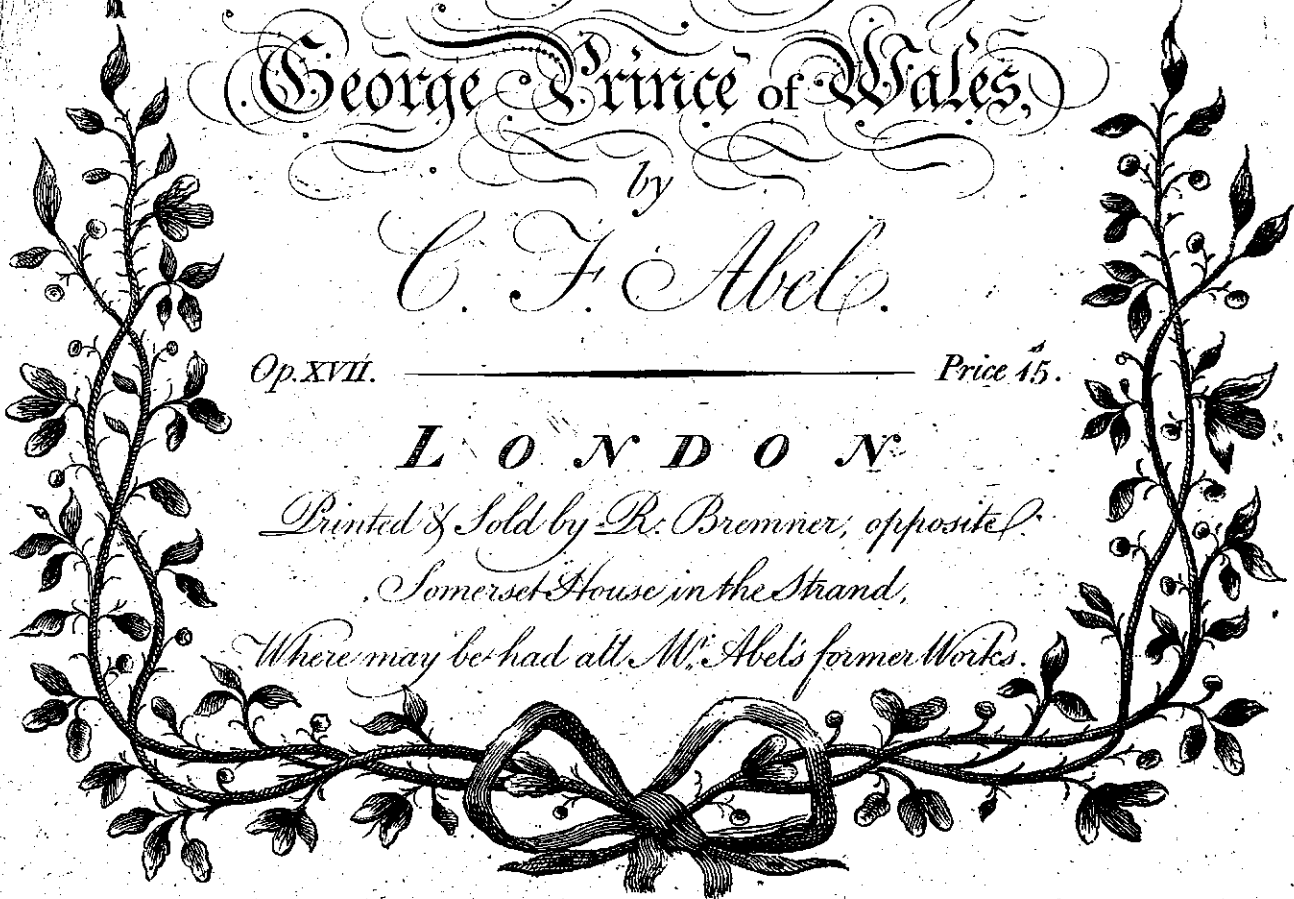 George Prince of Wales,
by
C. F. Abel.
Op. XVII. Price 15.
LONDON
Printed & Sold by R. Bremner, opposite
Somerset House in the Strand,
Where may be had all Mr. Abel's former Works.